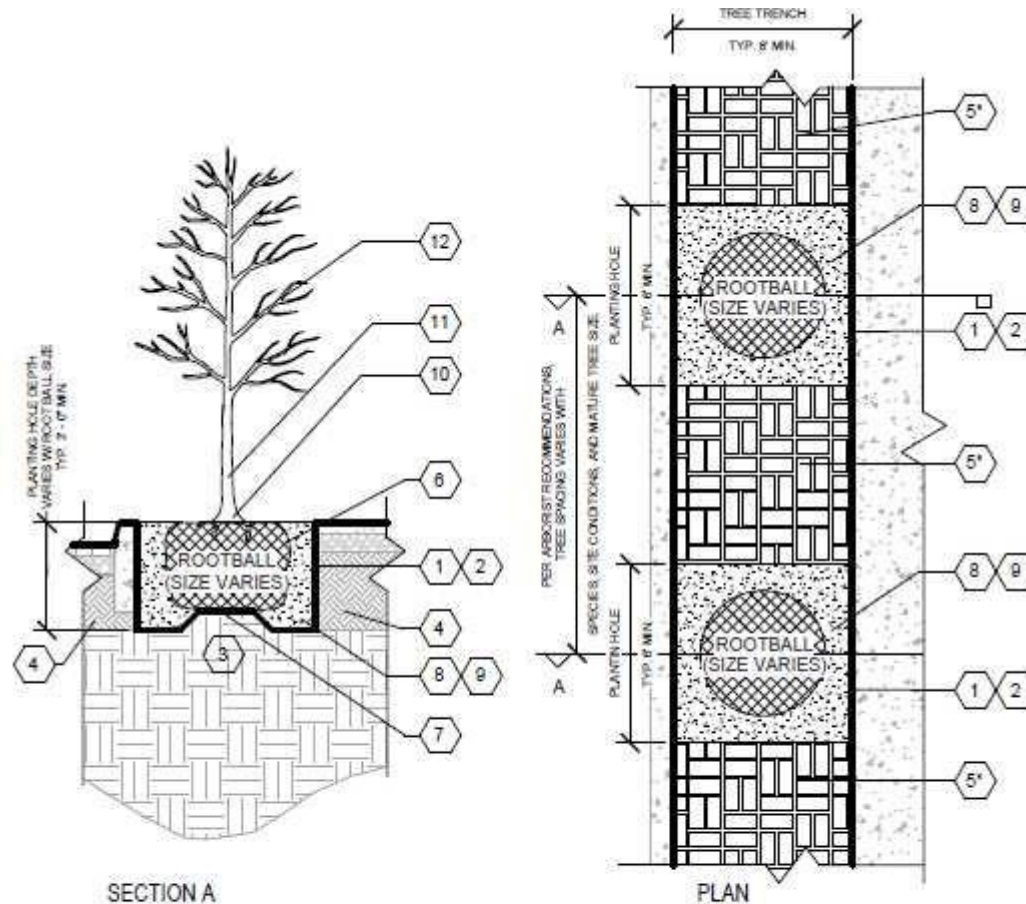 TREE TRENCH
TYP. 8' MIN.
5*
8 9
12
PLANTING HOLE
TYP. 6' MIN.
ROOTBALL
(SIZE VARIES)
A
1 2
11
10
PER ARBORIST RECOMMENDATIONS,
TREE SPACING VARIES WITH
SPECIES, SITE CONDITIONS, AND MATURE TREE SIZE.
PLANTING HOLE DEPTH
VARIES W/ROOTBALL SIZE
TYP. 3' - 0" MIN
6
5*
ROOTBALL
(SIZE VARIES)
1 2
4
4
3
8 9
7
8 9
PLANTIN HOLE
TYP. 6' MIN.
ROOTBALL
(SIZE VARIES)
A
1 2
5*
SECTION A
PLAN